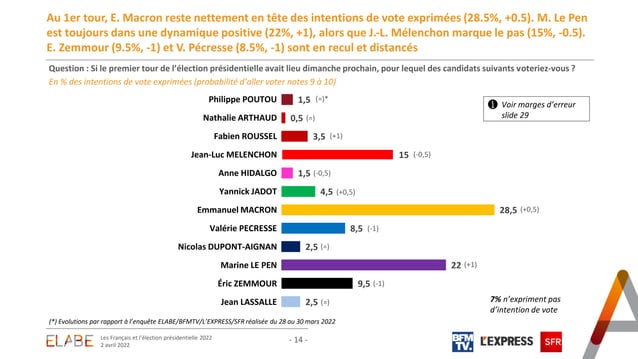 Au 1er tour, E. Macron reste nettement en tête des intentions de vote exprimées (28.5%, +0.5). M. Le Pen
est toujours dans une dynamique positive (22%, +1), alors que J.-L. Mélenchon marque le pas (15%, -0.5).
E. Zemmour (9.5%, -1) et V. Pécresse (8.5%, -1) sont en recul et distancés
Question : Si le premier tour de l'élection présidentielle avait lieu dimanche prochain, pour lequel des candidats suivants voteriez-vous ?
En % des intentions de vote exprimées (probabilité d'aller voter notes 9 à 10)
Philippe POUTOU 1,5 (=)*
Nathalie ARTHAUD 0,5 (=)
Fabien ROUSSEL 3,5 (+1)
Jean-Luc MELENCHON 15 (-0,5)
Anne HIDALGO 1,5 (-0,5)
Yannick JADOT 4,5 (+0,5)
Emmanuel MACRON 28,5 (+0,5)
Valérie PECRESSE 8,5 (-1)
Nicolas DUPONT-AIGNAN 2,5 (=)
Marine LE PEN 22 (+1)
Éric ZEMMOUR 9,5 (-1)
Jean LASSALLE 2,5 (=)
! Voir marges d'erreur
slide 29
7% n'expriment pas
d'intention de vote
(*) Evolutions par rapport à l'enquête ELABE/BFMTV/L'EXPRESS/SFR réalisée du 28 au 30 mars 2022
ELABE
Les Français et l'élection présidentielle 2022
2 avril 2022
- 14 -
BFM
TV.
L'EXPRESS
SFR